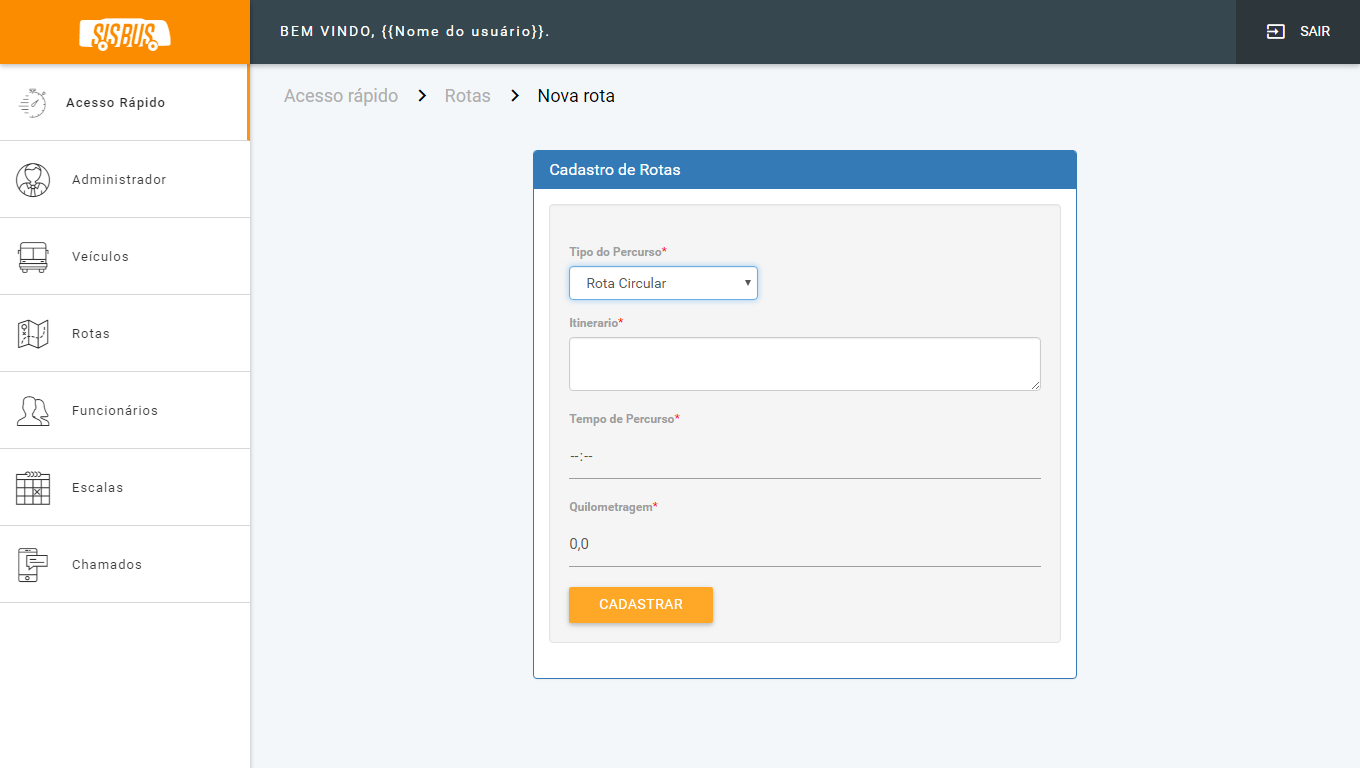 SISBUS
BEM VINDO, {{Nome do usuário}}.
SAIR
Acesso Rápido
Administrador
Veículos
Rotas
Funcionários
Escalas
Chamados
Acesso rápido > Rotas > Nova rota
Cadastro de Rotas
Tipo do Percurso*
Rota Circular
Itinerario*
Tempo de Percurso*
--:--
Quilometragem*
0,0
CADASTRAR